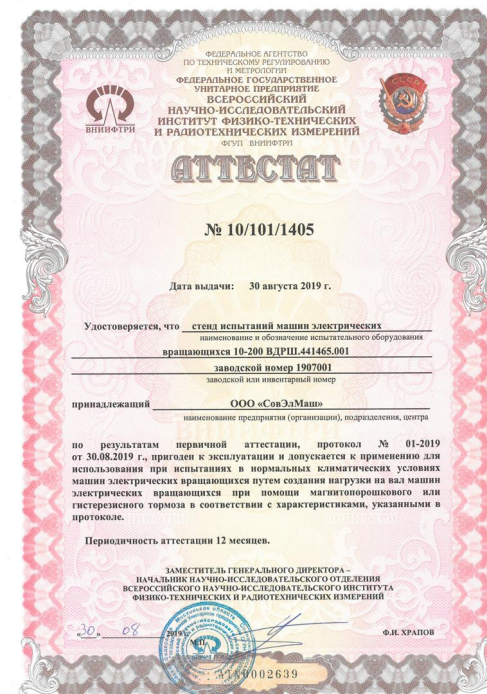 ФЕДЕРАЛЬНОЕ АГЕНТСТВО
ПО ТЕХНИЧЕСКОМУ РЕГУЛИРОВАНИЮ
И МЕТРОЛОГИИ
ФЕДЕРАЛЬНОЕ ГОСУДАРСТВЕННОЕ
УНИТАРНОЕ ПРЕДПРИЯТИЕ
ВСЕРОССИЙСКИЙ
НАУЧНО-ИССЛЕДОВАТЕЛЬСКИЙ
ИНСТИТУТ ФИЗИКО-ТЕХНИЧЕСКИХ
И РАДИОТЕХНИЧЕСКИХ ИЗМЕРЕНИЙ
ФГУП ВНИИФТРИ
ВНИИФТРИ
СССР
АТТЕСТАТ
№ 10/101/1405
Дата выдачи: 30 августа 2019 г.
Удостоверяется, что стенд испытаний машин электрических
наименование и обозначение испытательного оборудования
вращающихся 10-200 ВДРШ.441465.001
заводской номер 1907001
заводской или инвентарный номер
принадлежащий ООО «СовЭлМаш»
наименование предприятия (организации), подразделения, центра
по результатам первичной аттестации, протокол № 01-2019
от 30.08.2019 г., пригоден к эксплуатации и допускается к применению для
использования при испытаниях в нормальных климатических условиях
машин электрических вращающихся путем создания нагрузки на вал машин
электрических вращающихся при помощи магнитопорошкового или
гистерезисного тормоза в соответствии с характеристиками, указанными в
протоколе.
Периодичность аттестации 12 месяцев.
ЗАМЕСТИТЕЛЬ ГЕНЕРАЛЬНОГО ДИРЕКТОРА –
НАЧАЛЬНИК НАУЧНО-ИССЛЕДОВАТЕЛЬСКОГО ОТДЕЛЕНИЯ
ВСЕРОССИЙСКОГО НАУЧНО-ИССЛЕДОВАТЕЛЬСКОГО ИНСТИТУТА
ФИЗИКО-ТЕХНИЧЕСКИХ И РАДИОТЕХНИЧЕСКИХ ИЗМЕРЕНИЙ
«30» 08 2019 г.
М.П.
Ф.И. ХРАПОВ
0002639